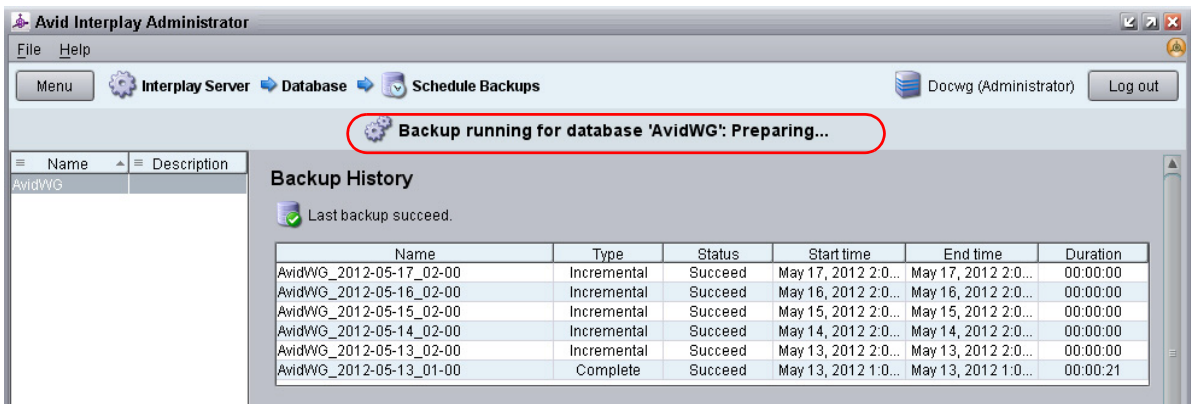 Avid Interplay Administrator
File Help
Menu Interplay Server Database Schedule Backups Docwg (Administrator) Log out
Backup running for database 'AvidWG': Preparing...
Name Description
AvidWG
Backup History
Last backup succeed.
Name Type Status Start time End time Duration
AvidWG_2012-05-17_02-00 Incremental Succeed May 17, 2012 2:0... May 17, 2012 2:0... 00:00:00
AvidWG_2012-05-16_02-00 Incremental Succeed May 16, 2012 2:0... May 16, 2012 2:0... 00:00:00
AvidWG_2012-05-15_02-00 Incremental Succeed May 15, 2012 2:0... May 15, 2012 2:0... 00:00:00
AvidWG_2012-05-14_02-00 Incremental Succeed May 14, 2012 2:0... May 14, 2012 2:0... 00:00:00
AvidWG_2012-05-13_02-00 Incremental Succeed May 13, 2012 2:0... May 13, 2012 2:0... 00:00:00
AvidWG_2012-05-13_01-00 Complete Succeed May 13, 2012 1:0... May 13, 2012 1:0... 00:00:21